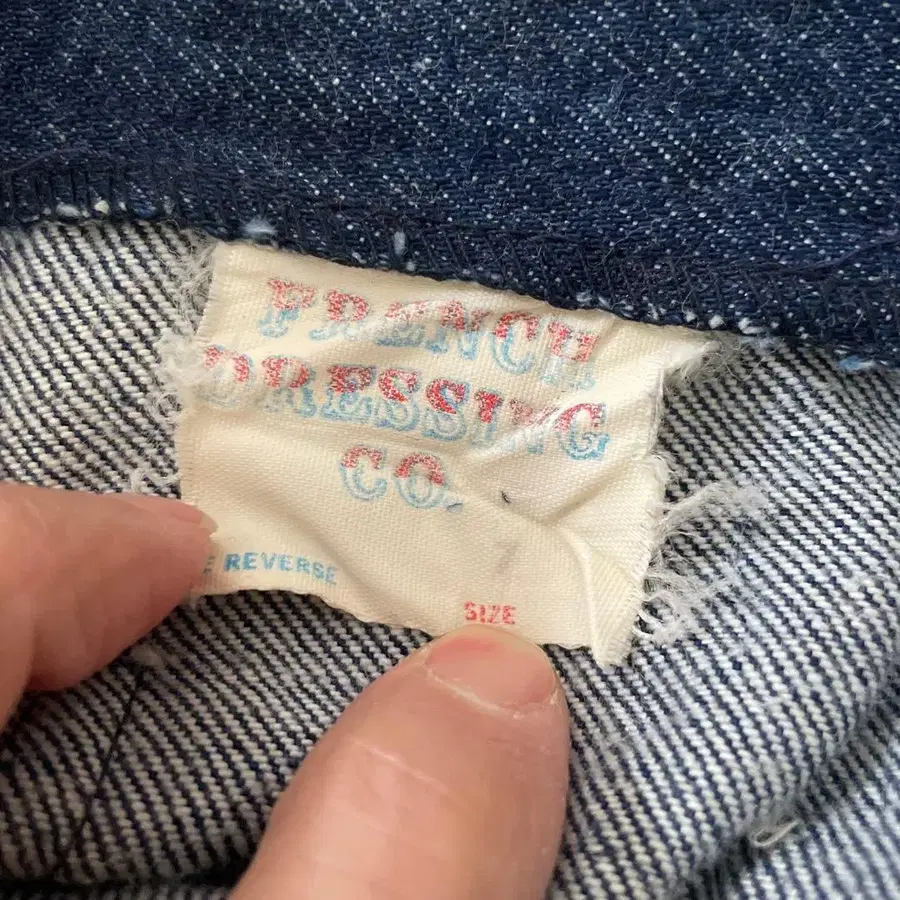 FRENCH
DRESSING
CO.
REVERSE
SIZE